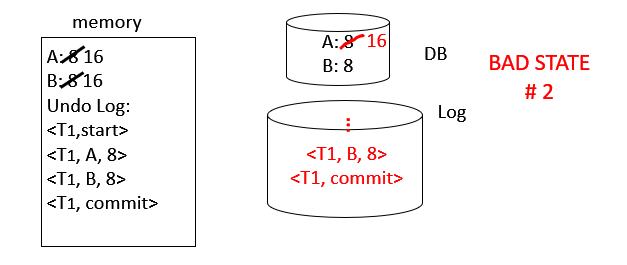 memory
A: 8 16
B: 8 16
Undo Log:
<T1,start>
<T1, A, 8>
<T1, B, 8>
<T1, commit>
A: 8 16
B: 8
DB
Log
⋮
<T1, B, 8>
<T1, commit>
BAD STATE
# 2